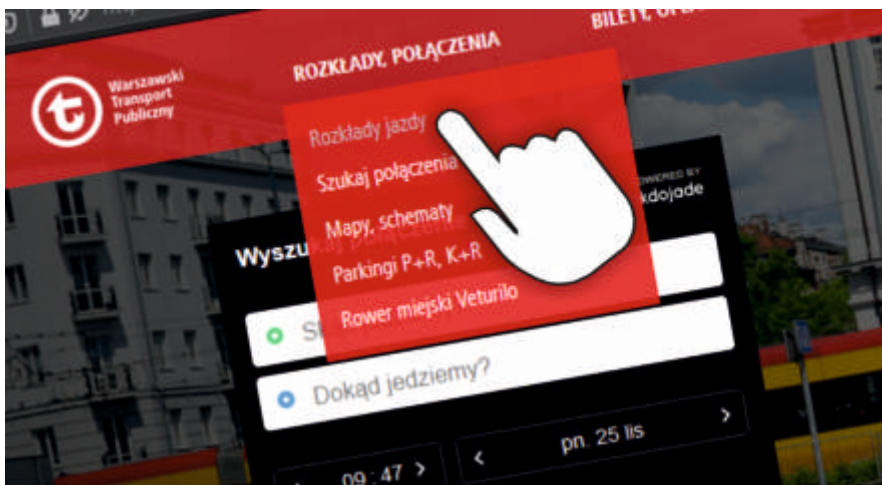 ROZKŁADY, POŁĄCZENIA
BILETY,
Warszawski
Transport
Publiczny
Rozkłady jazdy
Szukaj połączenia
Mapy, schematy
Parkingi P+R, K+R
Rower miejski Veturilo
POWERED BY
kdojade
Wyszu
Dokąd jedziemy?
09 : 47 >
< pn. 25 lis >